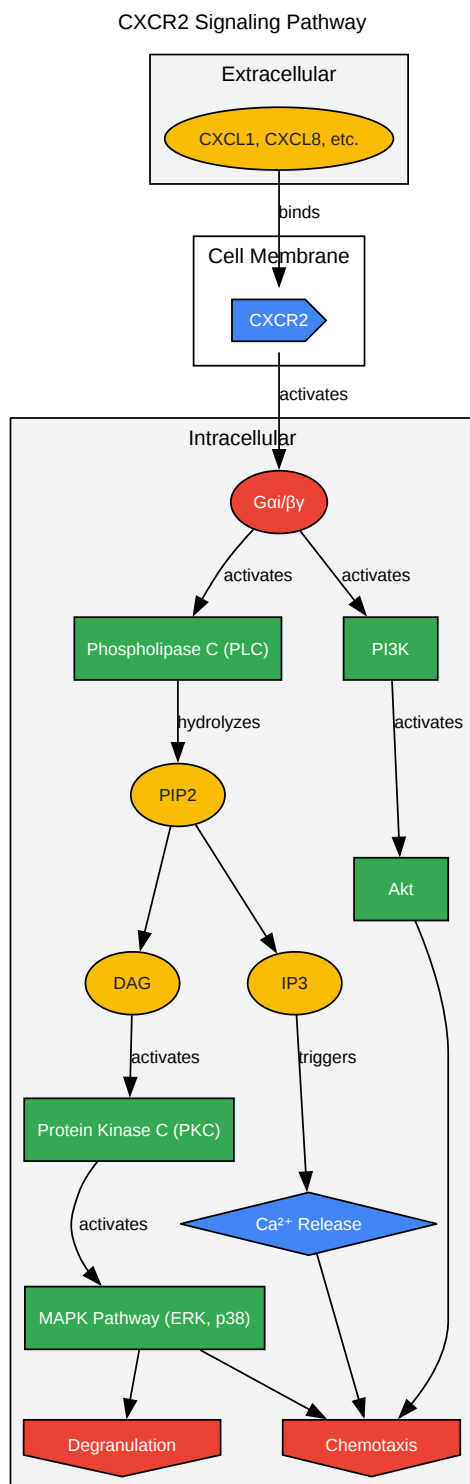 CXCR2 Signaling Pathway
Extracellular
CXCL1, CXCL8, etc.
binds
Cell Membrane
CXCR2
activates
Intracellular
Gαi/βγ
activates
activates
Phospholipase C (PLC)
PI3K
hydrolyzes
activates
PIP2
Akt
DAG
IP3
activates
triggers
Protein Kinase C (PKC)
activates
Ca²⁺ Release
MAPK Pathway (ERK, p38)
Degranulation
Chemotaxis